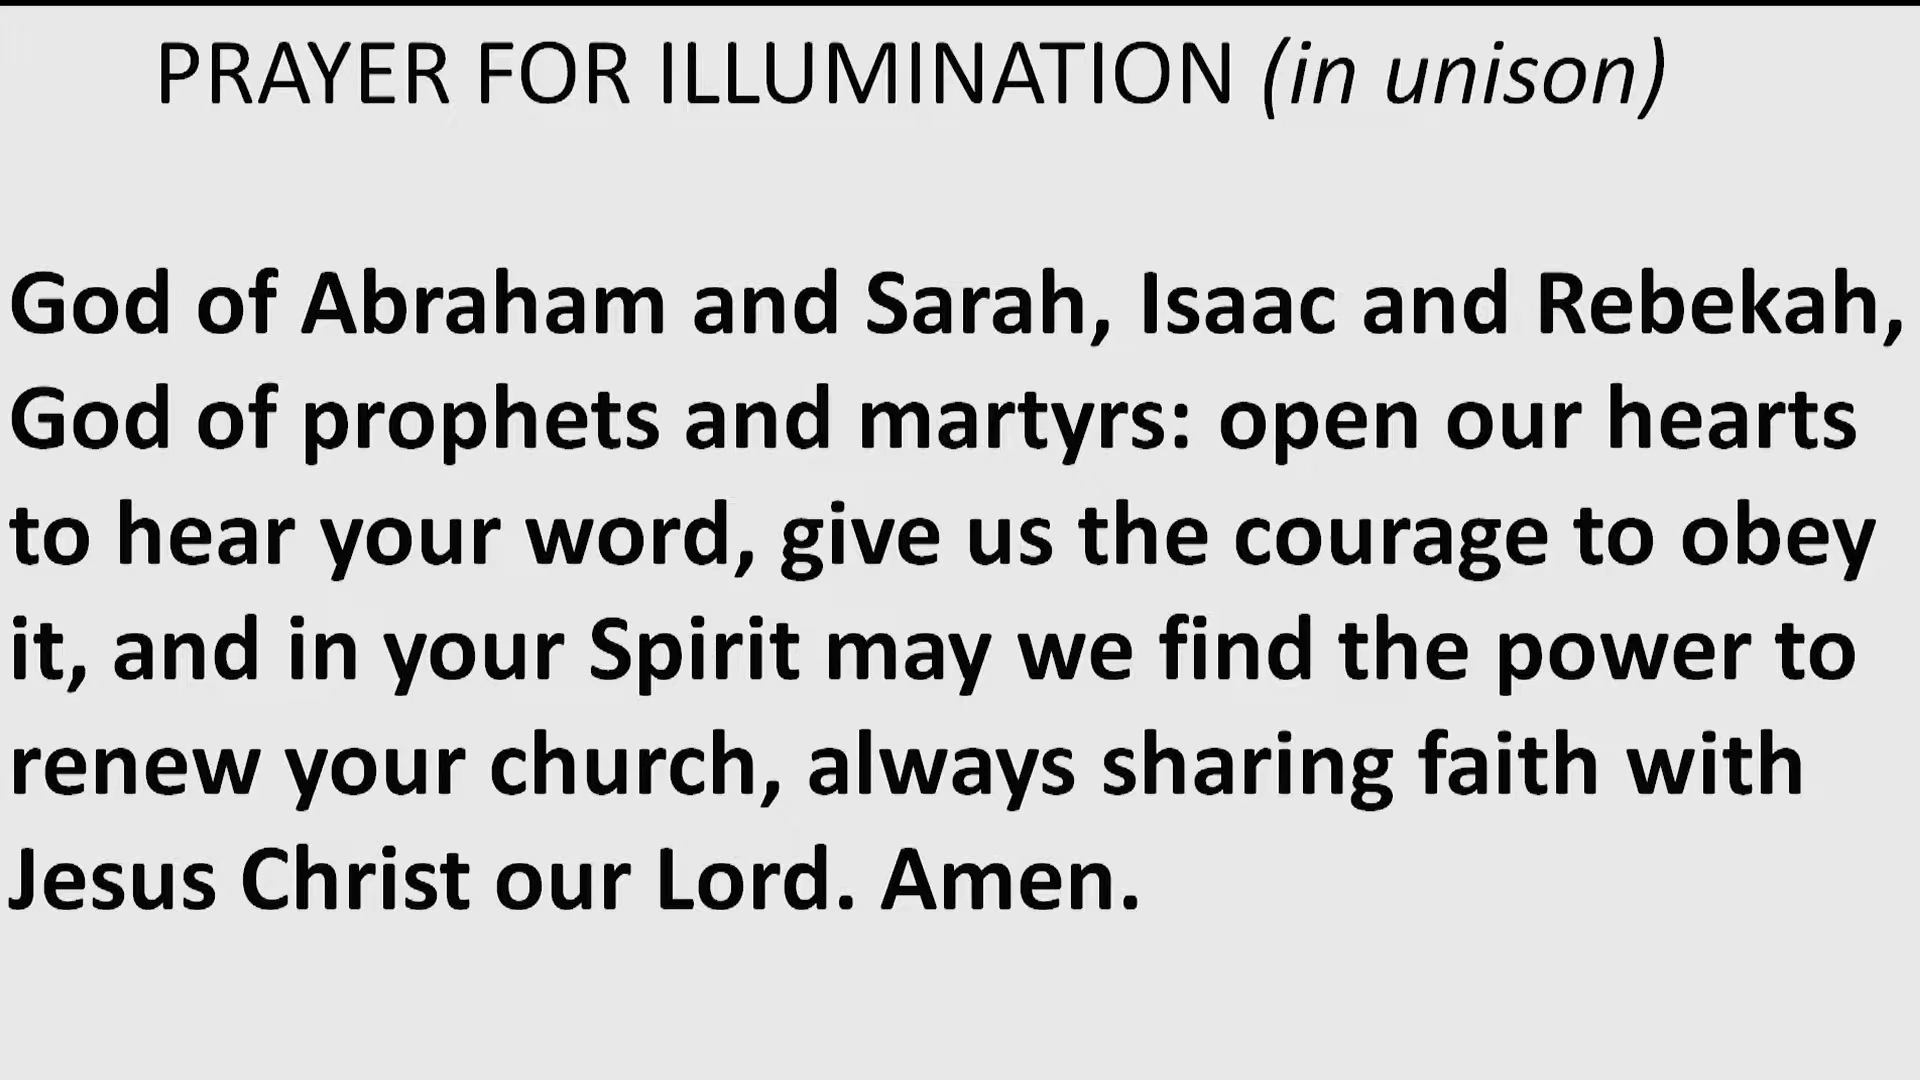 PRAYER FOR ILLUMINATION (in unison)
God of Abraham and Sarah, Isaac and Rebekah,
God of prophets and martyrs: open our hearts
to hear your word, give us the courage to obey
it, and in your Spirit may we find the power to
renew your church, always sharing faith with
Jesus Christ our Lord. Amen.